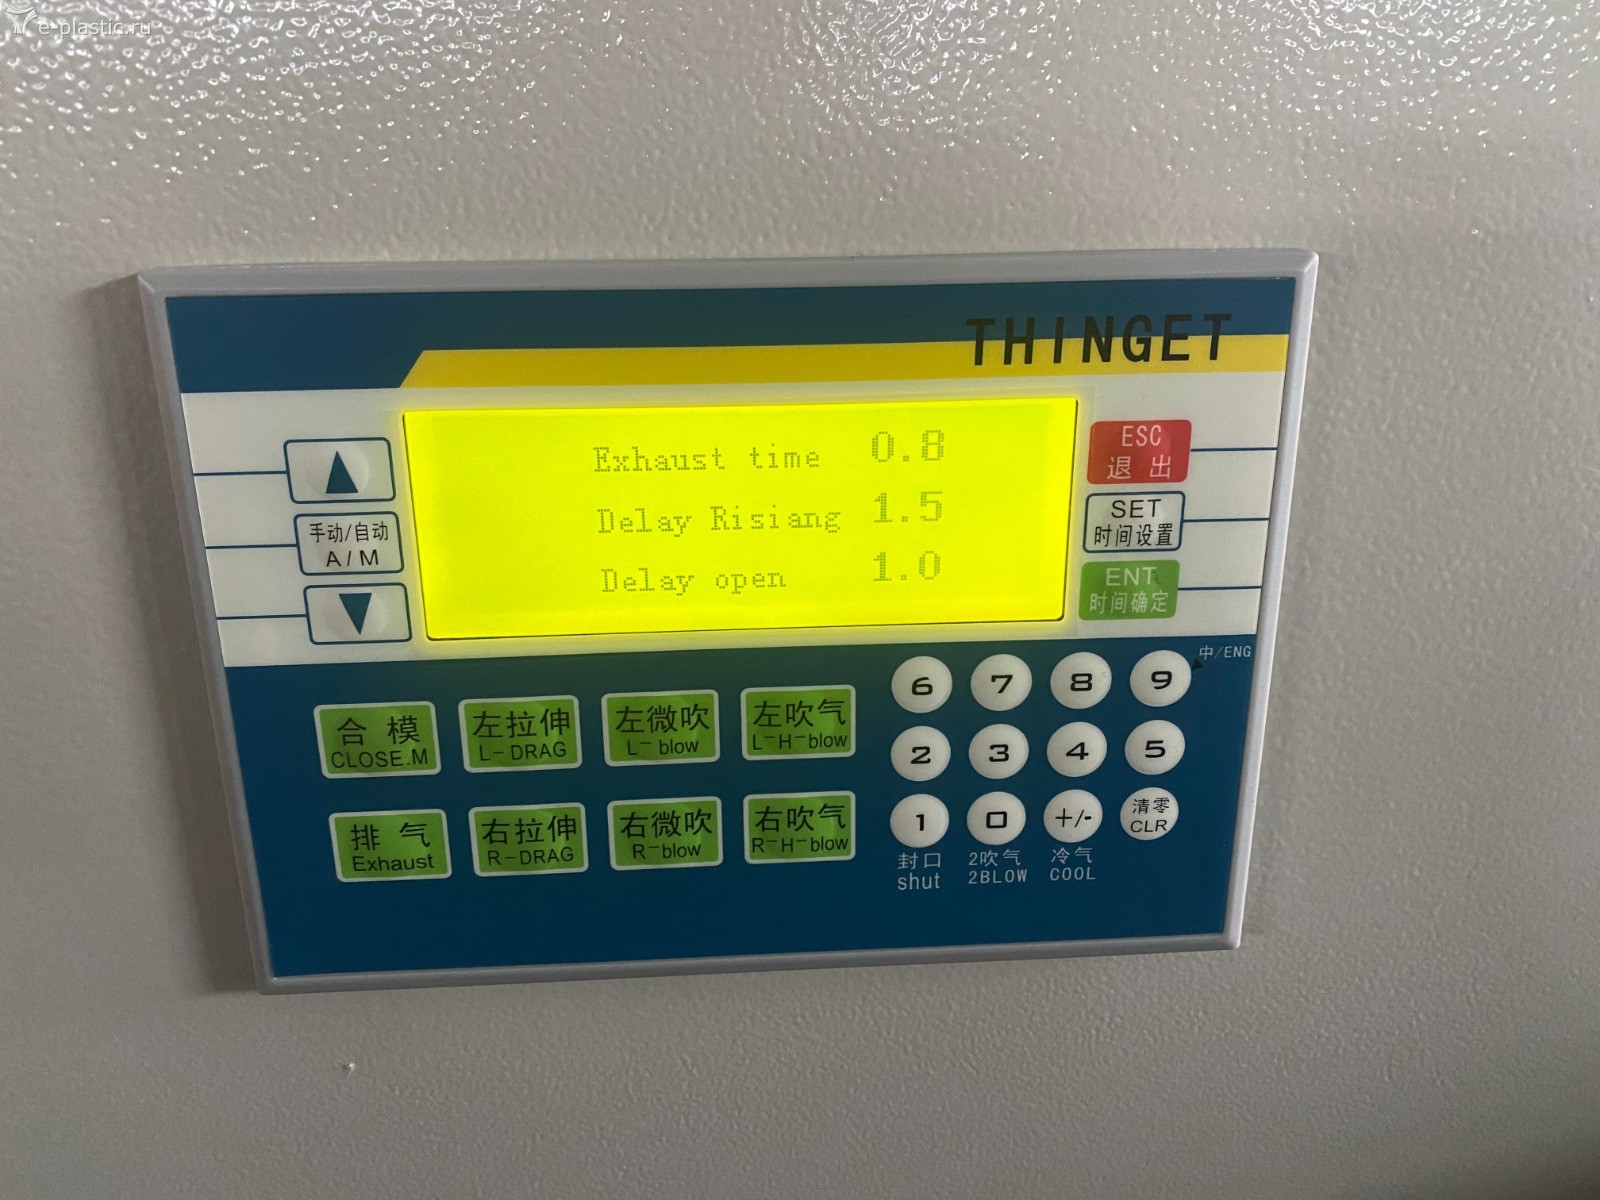 e-plastic.ru
THINGET
Exhaust time 0.8
Delay Risiang 1.5
Delay open 1.0
▲
手动/自动
A/M
▼
ESC
退出
SET
时间设置
ENT
时间确定
中/ENG
合模
CLOSE.M
左拉伸
L-DRAG
左微吹
L-blow
左吹气
L-H-blow
排气
Exhaust
右拉伸
R-DRAG
右微吹
R-blow
右吹气
R-H-blow
6 7 8 9
2 3 4 5
1 0 +/- 清零
CLR
封口 2吹气 冷气
shut 2BLOW COOL